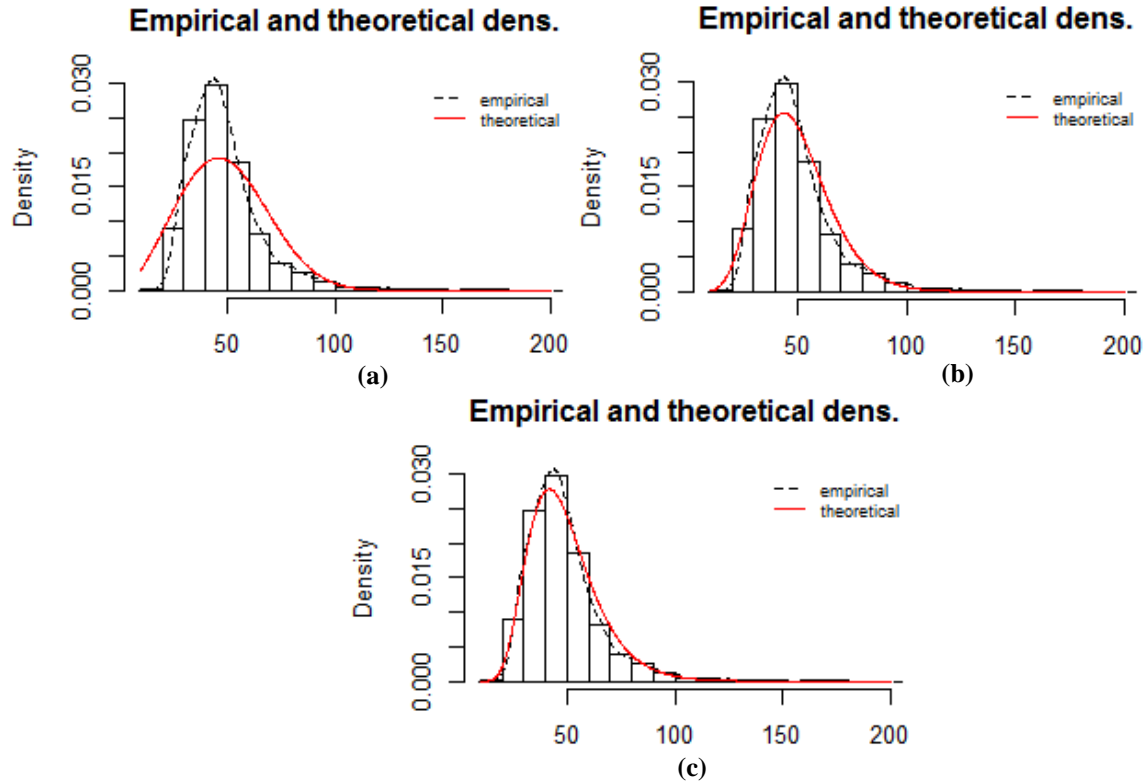 Empirical and theoretical dens.
Density
0.030
0.015
0.000
empirical
theoretical
50 100 150 200
(a)
Empirical and theoretical dens.
Density
0.030
0.015
0.000
empirical
theoretical
50 100 150 200
(b)
Empirical and theoretical dens.
Density
0.030
0.015
0.000
empirical
theoretical
50 100 150 200
(c)